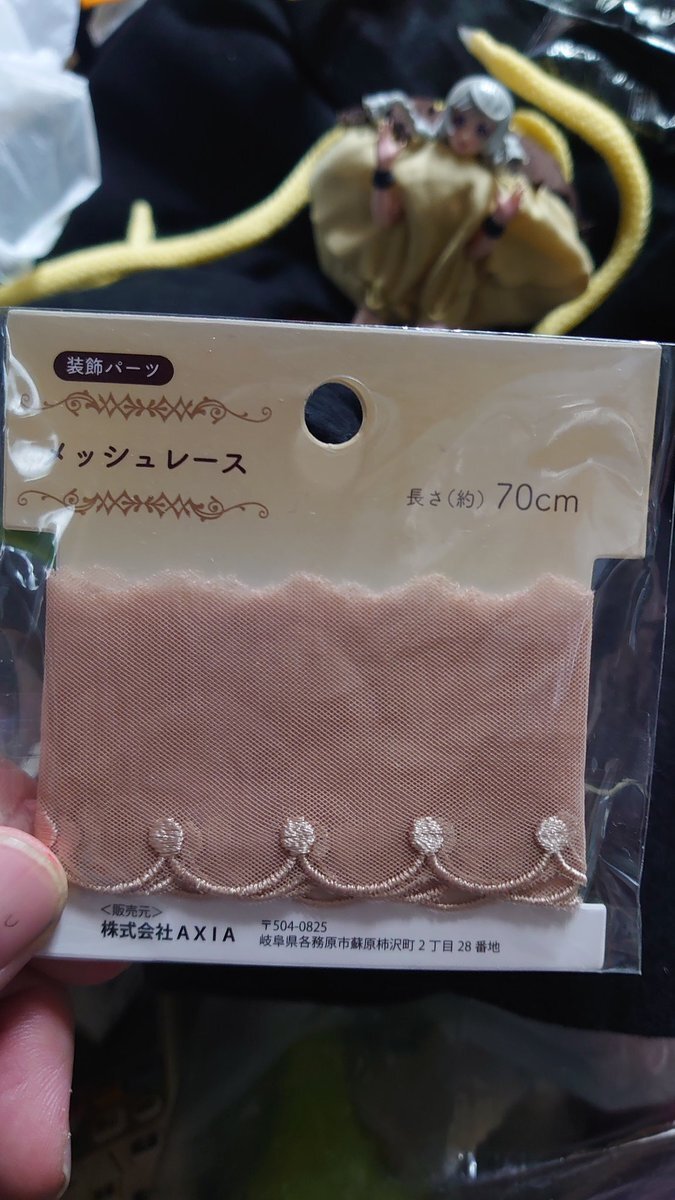 装飾パーツ
メッシュレース
長さ(約) 70cm
<販売元>
株式会社AXIA
〒504-0825
岐阜県各務原市蘇原柿沢町2丁目28番地